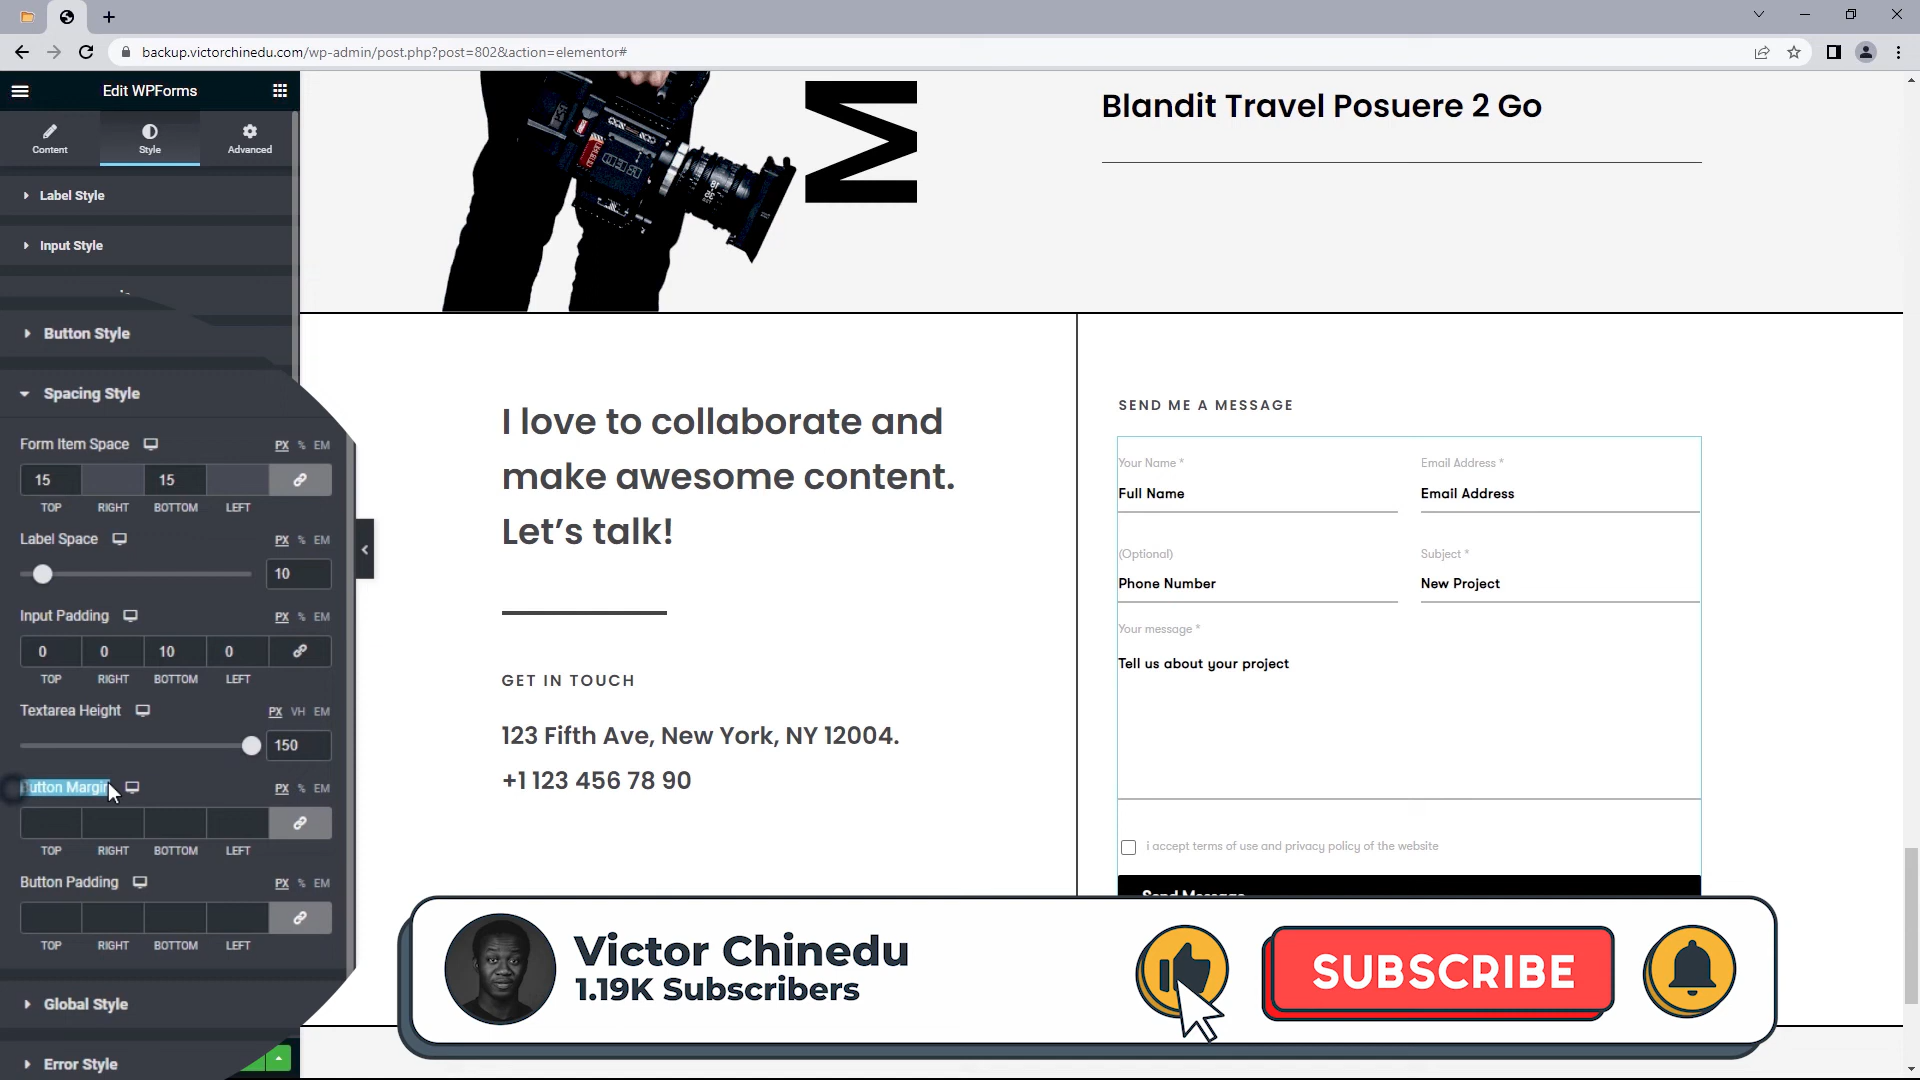 backup.victorchinedu.com/wp-admin/post.php?post=802&action=elementor#
Edit WPForms
Content
Style
Advanced
Label Style
Input Style
Button Style
Spacing Style
Form Item Space
PX % EM
15 15
TOP RIGHT BOTTOM LEFT
Label Space
PX % EM
10
Input Padding
PX % EM
0 0 10 0
TOP RIGHT BOTTOM LEFT
Textarea Height
PX VH EM
150
Button Margin
PX % EM
TOP RIGHT BOTTOM LEFT
Button Padding
PX % EM
TOP RIGHT BOTTOM LEFT
Global Style
Error Style
M
Blandit Travel Posuere 2 Go
I love to collaborate and
make awesome content.
Let’s talk!
GET IN TOUCH
123 Fifth Ave, New York, NY 12004.
+1 123 456 78 90
SEND ME A MESSAGE
Your Name * Email Address *
Full Name Email Address
(Optional) Subject *
Phone Number New Project
Your message *
Tell us about your project
i accept terms of use and privacy policy of the website
Send Message
Victor Chinedu
1.19K Subscribers
SUBSCRIBE